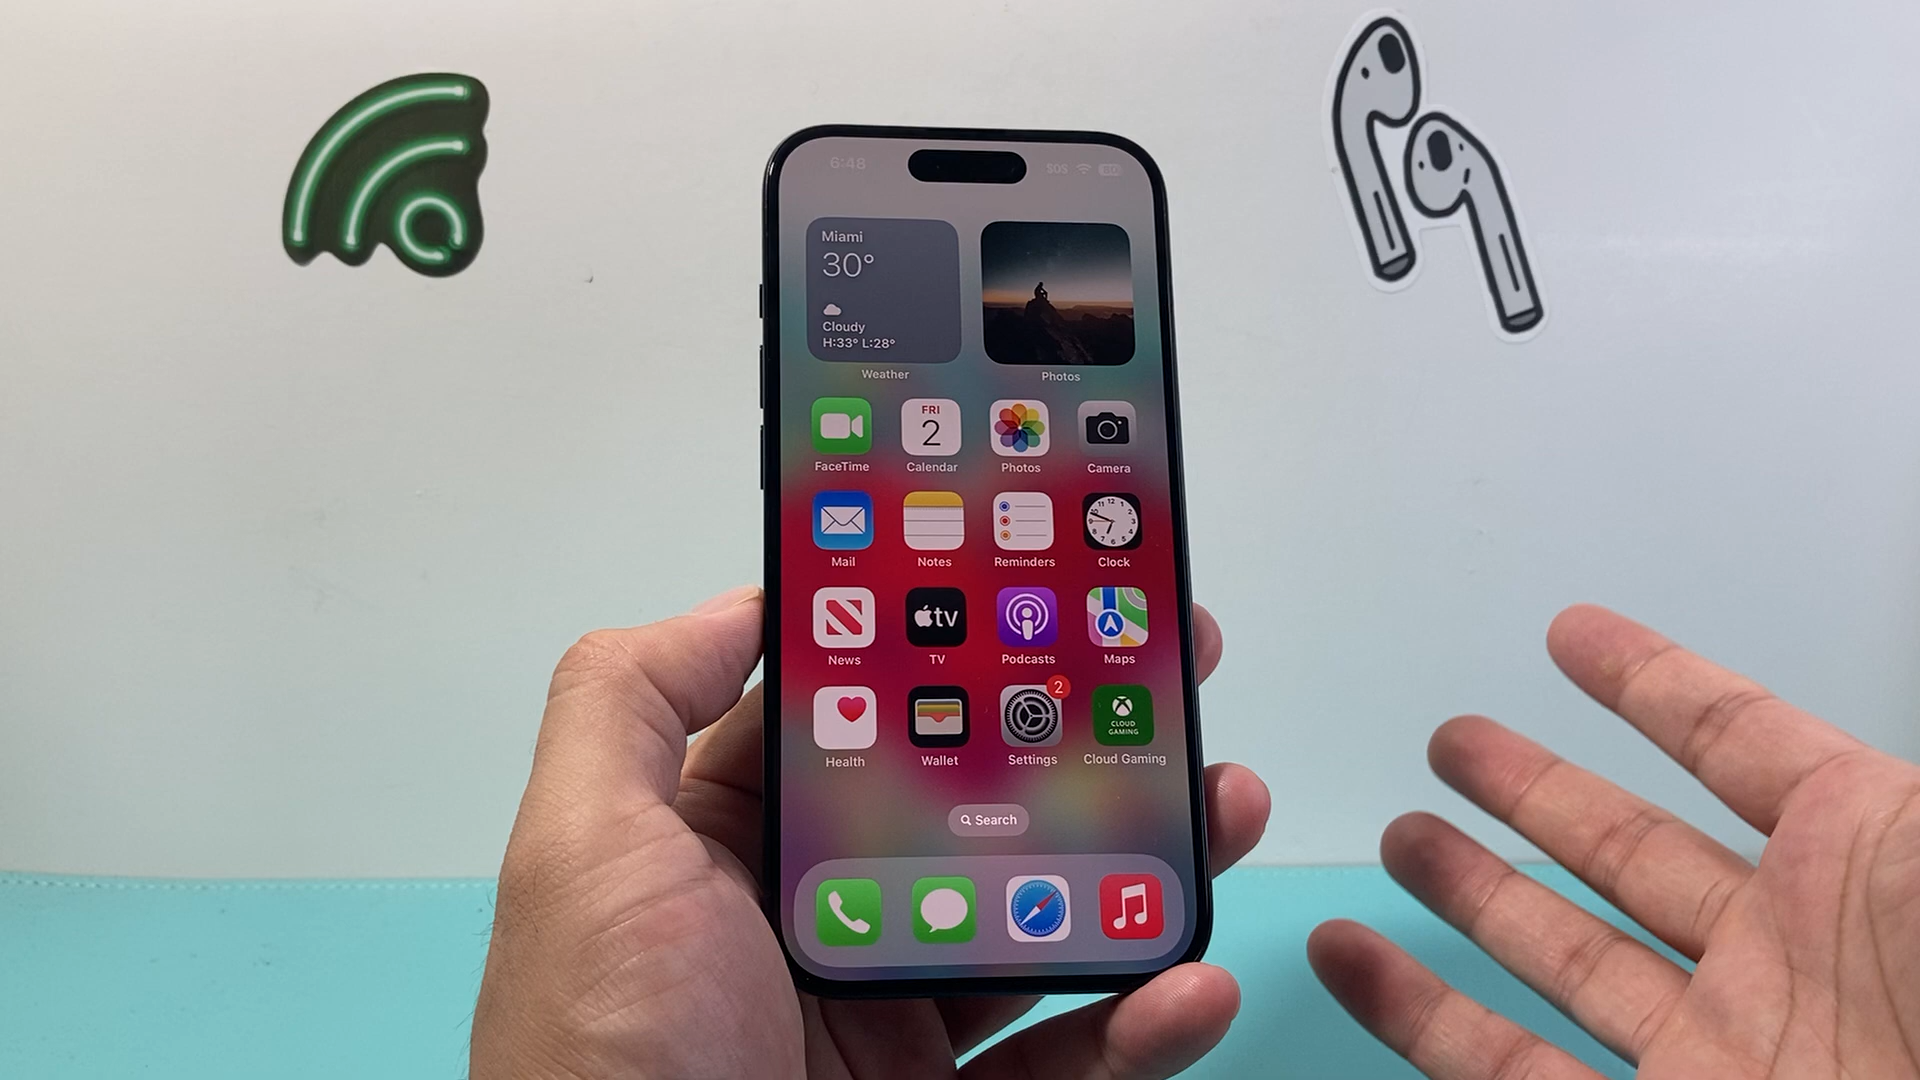 6:48
SOS
Miami
30°
Cloudy
H:33° L:28°
Weather
Photos
FRI
2
FaceTime
Calendar
Photos
Camera
Mail
Notes
Reminders
Clock
tv
News
TV
Podcasts
Maps
2
CLOUD
GAMING
Health
Wallet
Settings
Cloud Gaming
Search